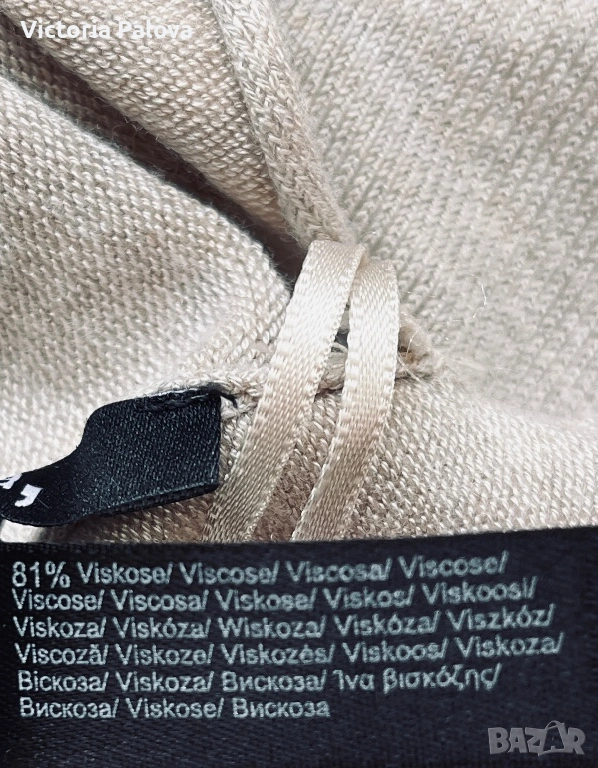 Victoria Palova
81% Viskose/ Viscose/ Viscosa/ Viscose/
Viscose/ Viscosa/ Viskose/ Viskos/ Viskoosi/
Viskoza/ Viskóza/ Wiskoza/ Viskóza/ Viszkóz/
Viscoză/ Viskoze/ Viskozės/ Viskoos/ Viskoza/
Віскоза/ Viskoza/ Вискоза/ Ίνα βισκόζης/
Вискоза/ Viskose/ Вискоза
BAZAR